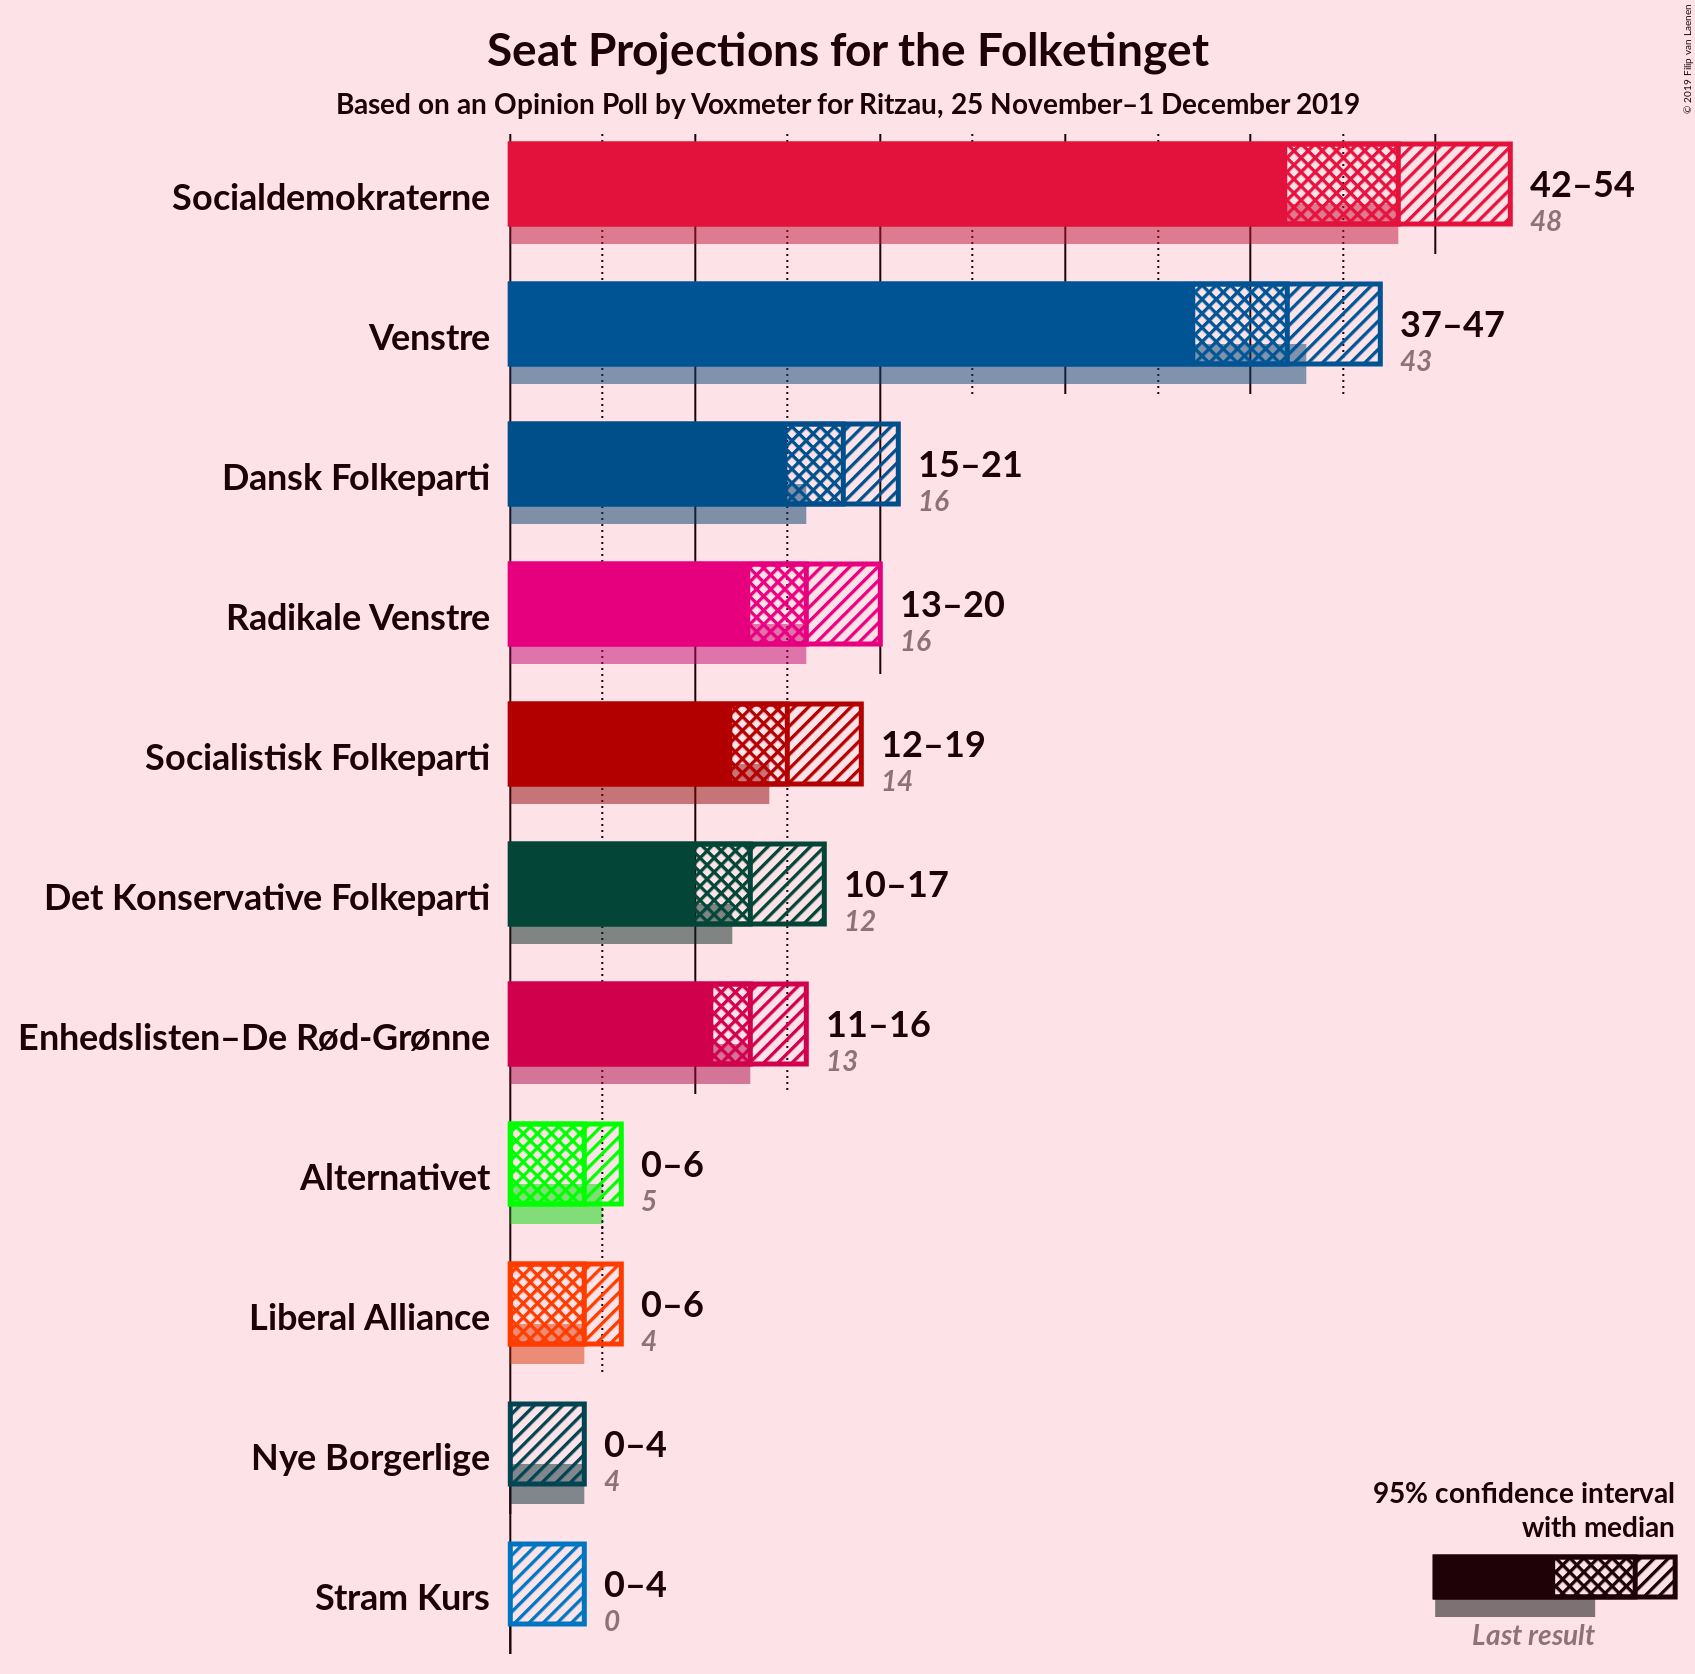 Seat Projections for the Folketinget
Based on an Opinion Poll by Voxmeter for Ritzau, 25 November–1 December 2019
© 2019 Filip van Laenen
Socialdemokraterne
42–54
48
Venstre
37–47
43
Dansk Folkeparti
15–21
16
Radikale Venstre
13–20
16
Socialistisk Folkeparti
12–19
14
Det Konservative Folkeparti
10–17
12
Enhedslisten–De Rød-Grønne
11–16
13
Alternativet
0–6
5
Liberal Alliance
0–6
4
Nye Borgerlige
0–4
4
Stram Kurs
0–4
0
95% confidence interval
with median
Last result